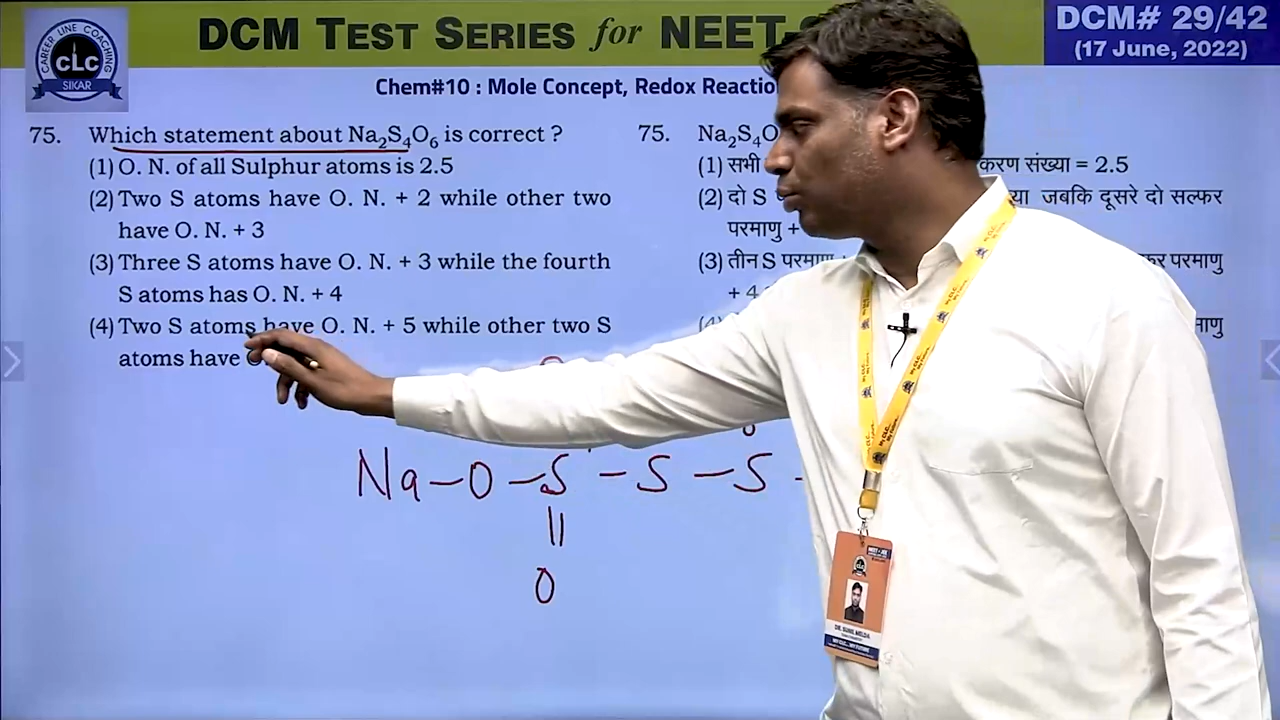 CAREER LINE COACHING
CLC
SIKAR
DCM TEST SERIES for NEET-
DCM# 29/42
(17 June, 2022)
Chem#10 : Mole Concept, Redox Reactio
75. Which statement about Na₂S₄O₆ is correct ?
(1) O. N. of all Sulphur atoms is 2.5
(2) Two S atoms have O. N. + 2 while other two
have O. N. + 3
(3) Three S atoms have O. N. + 3 while the fourth
S atoms has O. N. + 4
(4) Two S atoms have O. N. + 5 while other two S
atoms have
75. Na₂S₄O
(1) सभी करण संख्या = 2.5
(2) दो S या जबकि दूसरे दो सल्फर
परमाणु +
(3) तीन S परमाणु परमाणु
+ 4
(4) माणु
Na-O-S-S-S-
||
O
CLC
DR. SUNIL